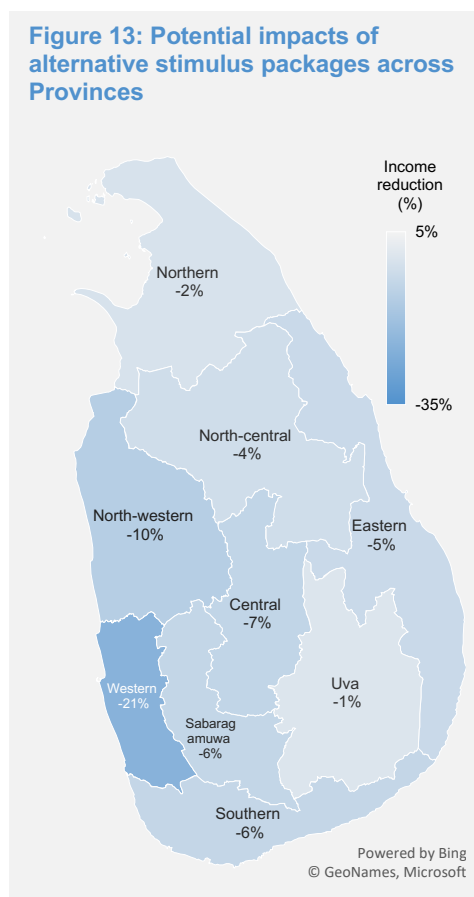 Figure 13: Potential impacts of
alternative stimulus packages across
Provinces
Income
reduction
(%)
5%
-35%
Northern
-2%
North-central
-4%
North-western
-10%
Eastern
-5%
Central
-7%
Western
-21%
Uva
-1%
Sabarag
amuwa
-6%
Southern
-6%
Powered by Bing
© GeoNames, Microsoft